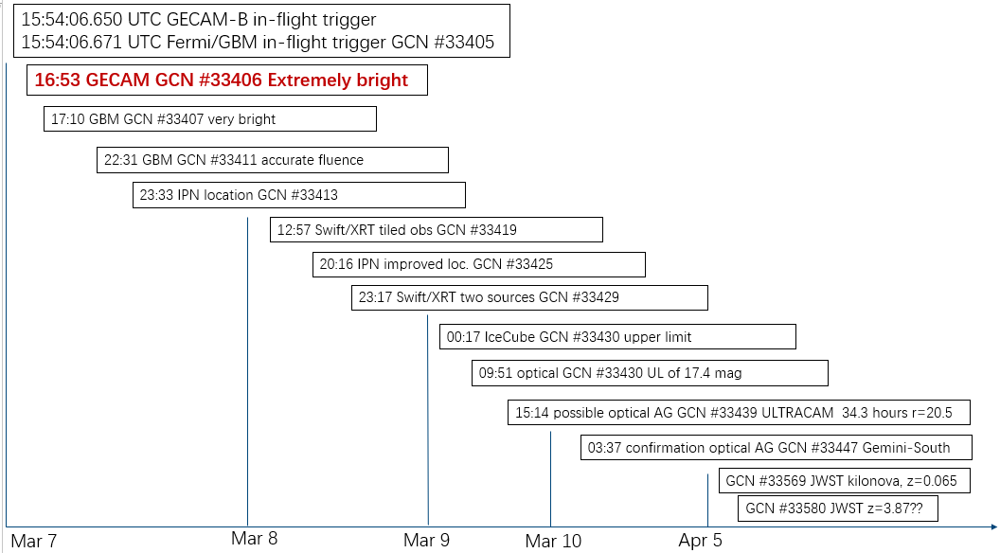 15:54:06.650 UTC GECAM-B in-flight trigger
15:54:06.671 UTC Fermi/GBM in-flight trigger GCN #33405
16:53 GECAM GCN #33406 Extremely bright
17:10 GBM GCN #33407 very bright
22:31 GBM GCN #33411 accurate fluence
23:33 IPN location GCN #33413
12:57 Swift/XRT tiled obs GCN #33419
20:16 IPN improved loc. GCN #33425
23:17 Swift/XRT two sources GCN #33429
00:17 IceCube GCN #33430 upper limit
09:51 optical GCN #33430 UL of 17.4 mag
15:14 possible optical AG GCN #33439 ULTRACAM 34.3 hours r=20.5
03:37 confirmation optical AG GCN #33447 Gemini-South
GCN #33569 JWST kilonova, z=0.065
GCN #33580 JWST z=3.87??
Mar 7
Mar 8
Mar 9
Mar 10
Apr 5